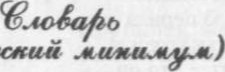 Словарь
ский минимум)